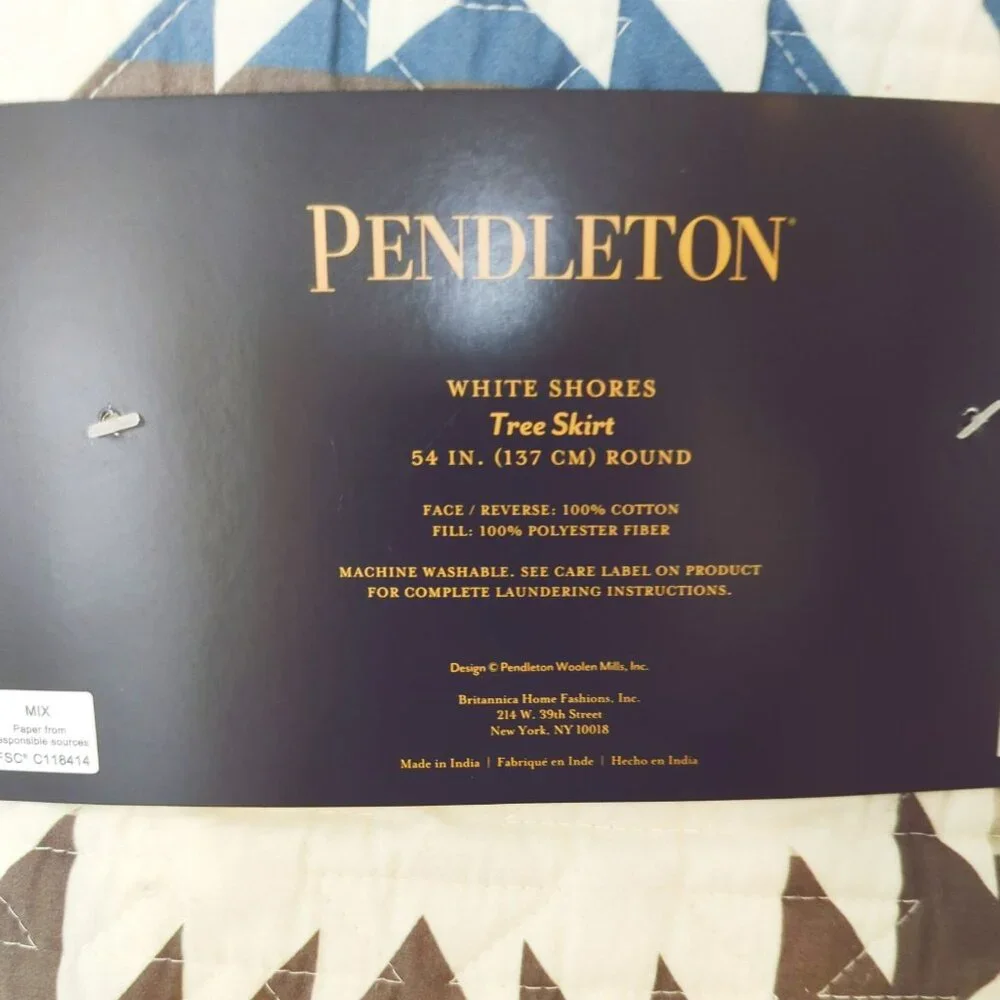 PENDLETON®
WHITE SHORES
Tree Skirt
54 IN. (137 CM) ROUND
FACE / REVERSE: 100% COTTON
FILL: 100% POLYESTER FIBER
MACHINE WASHABLE. SEE CARE LABEL ON PRODUCT
FOR COMPLETE LAUNDERING INSTRUCTIONS.
Design © Pendleton Woolen Mills, Inc.
Britannica Home Fashions, Inc.
214 W. 39th Street
New York, NY 10018
Made in India | Fabriqué en Inde | Hecho en India
MIX
Paper from
esponsible sources
FSC® C118414